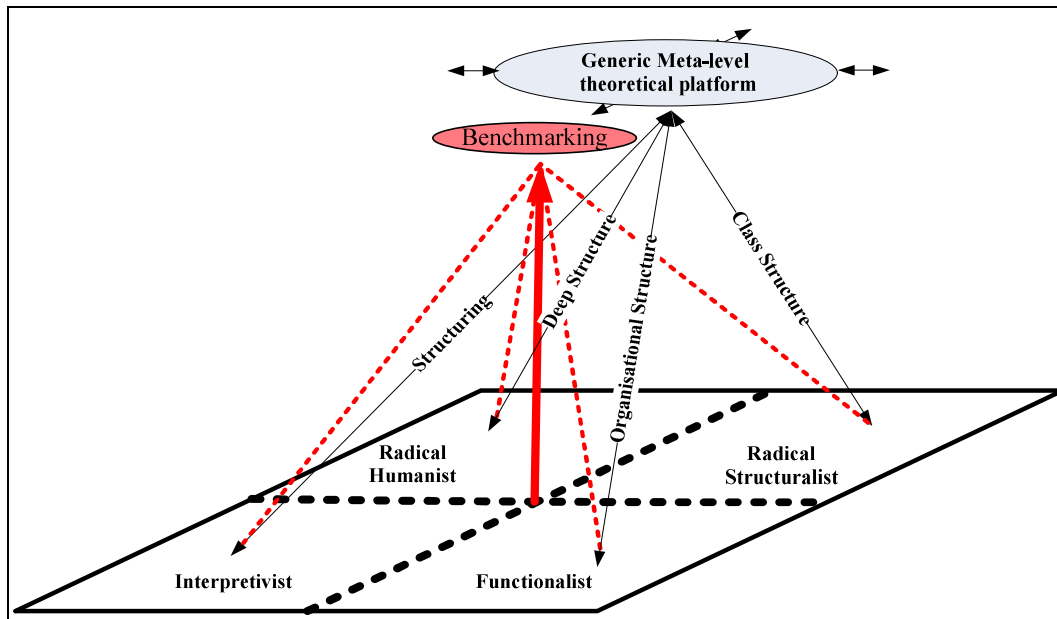 Generic Meta-level
theoretical platform
Benchmarking
Structuring
Deep Structure
Organisational Structure
Class Structure
Radical
Humanist
Radical
Structuralist
Interpretivist
Functionalist